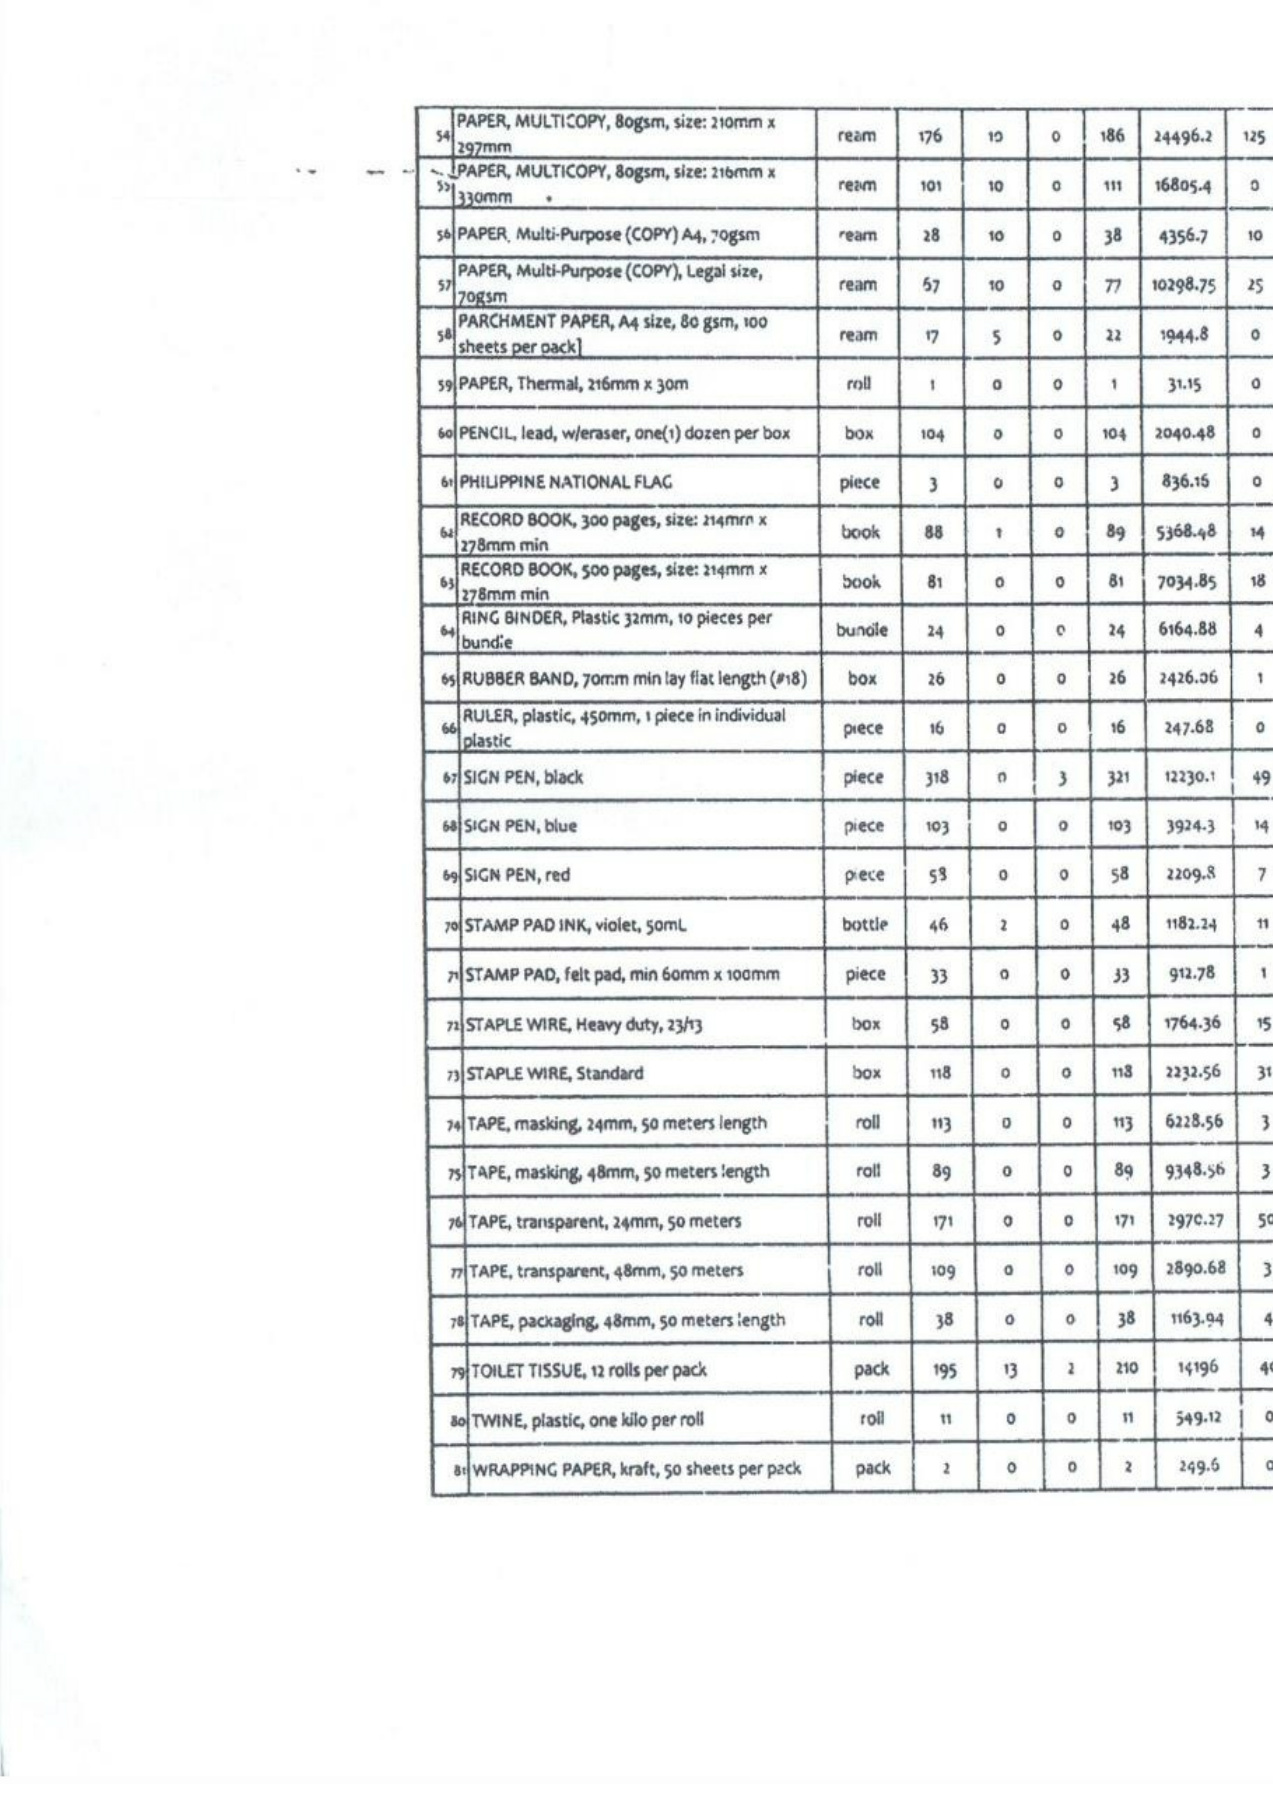 54 PAPER, MULTICOPY, 80gsm, size: 210mm x
297mm ream 176 10 0 186 24496.2 125
55 PAPER, MULTICOPY, 80gsm, size: 216mm x
330mm ream 101 10 0 111 16805.4 0
56 PAPER, Multi-Purpose (COPY) A4, 70gsm ream 28 10 0 38 4356.7 10
57 PAPER, Multi-Purpose (COPY), Legal size,
70gsm ream 67 10 0 77 10298.75 25
58 PARCHMENT PAPER, A4 size, 80 gsm, 100
sheets per pack] ream 17 5 0 22 1944.8 0
59 PAPER, Thermal, 216mm x 30m roll 1 0 0 1 31.15 0
60 PENCIL, lead, w/eraser, one(1) dozen per box box 104 0 0 104 2040.48 0
61 PHILIPPINE NATIONAL FLAG piece 3 0 0 3 836.16 0
62 RECORD BOOK, 300 pages, size: 214mm x
278mm min book 88 1 0 89 5368.48 14
63 RECORD BOOK, 500 pages, size: 214mm x
278mm min book 81 0 0 81 7034.85 18
64 RING BINDER, Plastic 32mm, 10 pieces per
bundle bundle 24 0 0 24 6164.88 4
65 RUBBER BAND, 70mm min lay flat length (#18) box 26 0 0 26 2426.06 1
66 RULER, plastic, 450mm, 1 piece in individual
plastic piece 16 0 0 16 247.68 0
67 SIGN PEN, black piece 318 0 3 321 12230.1 49
68 SIGN PEN, blue piece 103 0 0 103 3924.3 14
69 SIGN PEN, red piece 58 0 0 58 2209.8 7
70 STAMP PAD INK, violet, 50mL bottle 46 2 0 48 1182.24 11
71 STAMP PAD, felt pad, min 60mm x 100mm piece 33 0 0 33 912.78 1
72 STAPLE WIRE, Heavy duty, 23/13 box 58 0 0 58 1764.36 15
73 STAPLE WIRE, Standard box 118 0 0 118 2232.56 31
74 TAPE, masking, 24mm, 50 meters length roll 113 0 0 113 6228.56 3
75 TAPE, masking, 48mm, 50 meters length roll 89 0 0 89 9348.56 3
76 TAPE, transparent, 24mm, 50 meters roll 171 0 0 171 2970.27 50
77 TAPE, transparent, 48mm, 50 meters roll 109 0 0 109 2890.68 3
78 TAPE, packaging, 48mm, 50 meters length roll 38 0 0 38 1163.94 4
79 TOILET TISSUE, 12 rolls per pack pack 195 13 2 210 14196
80 TWINE, plastic, one kilo per roll roll 11 0 0 11 549.12 0
81 WRAPPING PAPER, kraft, 50 sheets per pack pack 2 0 0 2 249.6 0